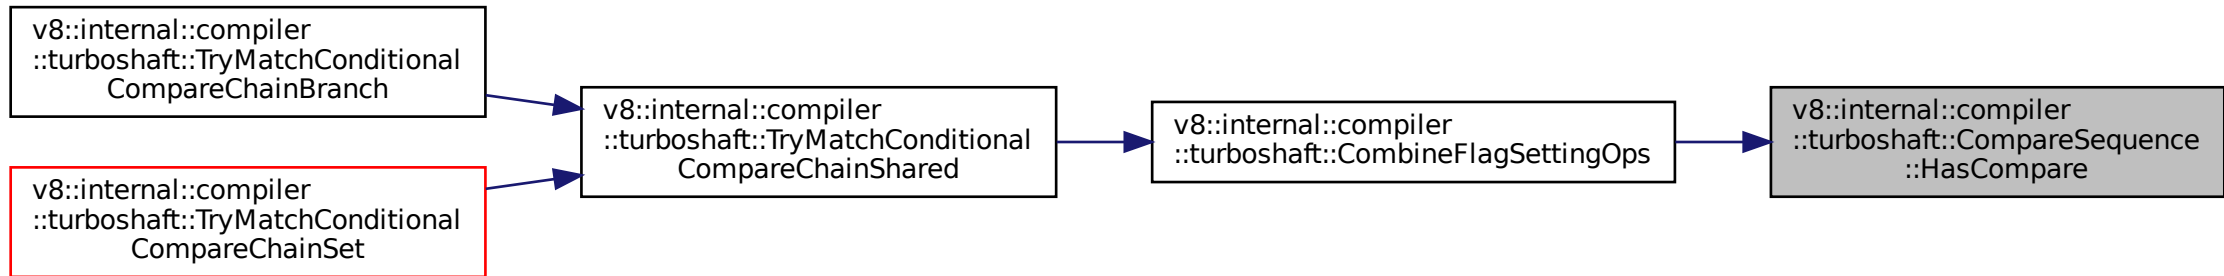 v8::internal::compiler
::turboshaft::TryMatchConditional
CompareChainBranch
v8::internal::compiler
::turboshaft::TryMatchConditional
CompareChainSet
v8::internal::compiler
::turboshaft::TryMatchConditional
CompareChainShared
v8::internal::compiler
::turboshaft::CombineFlagSettingOps
v8::internal::compiler
::turboshaft::CompareSequence
::HasCompare